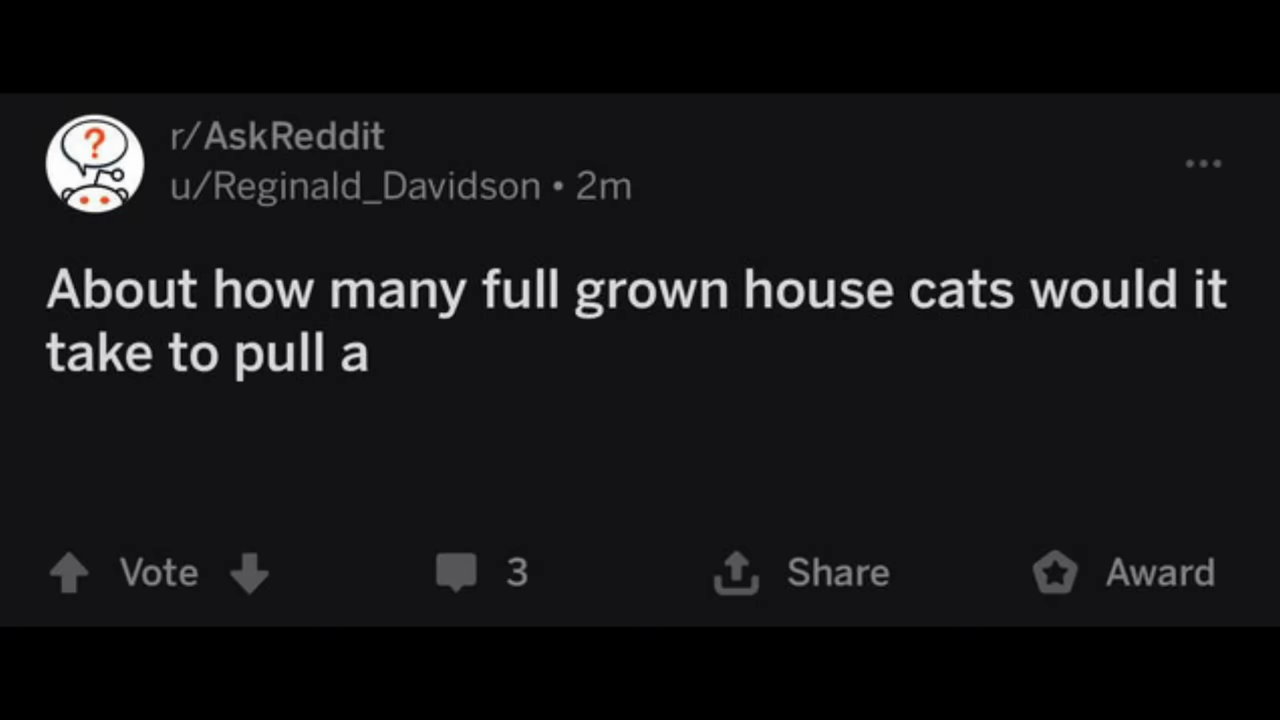 r/AskReddit
u/Reginald_Davidson • 2m
About how many full grown house cats would it
take to pull a
Vote 3 Share Award